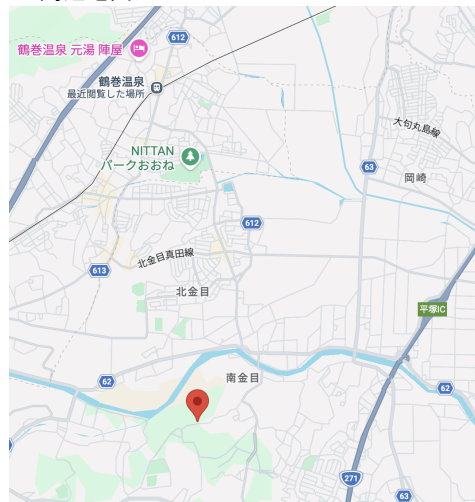 612
鶴巻温泉 元湯 陣屋
鶴巻温泉
最近閲覧した場所
大句丸島線
NITTAN
パークおおね
63
岡崎
612
北金目真田線
613
北金目
平塚IC
62
南金目
62
271
63